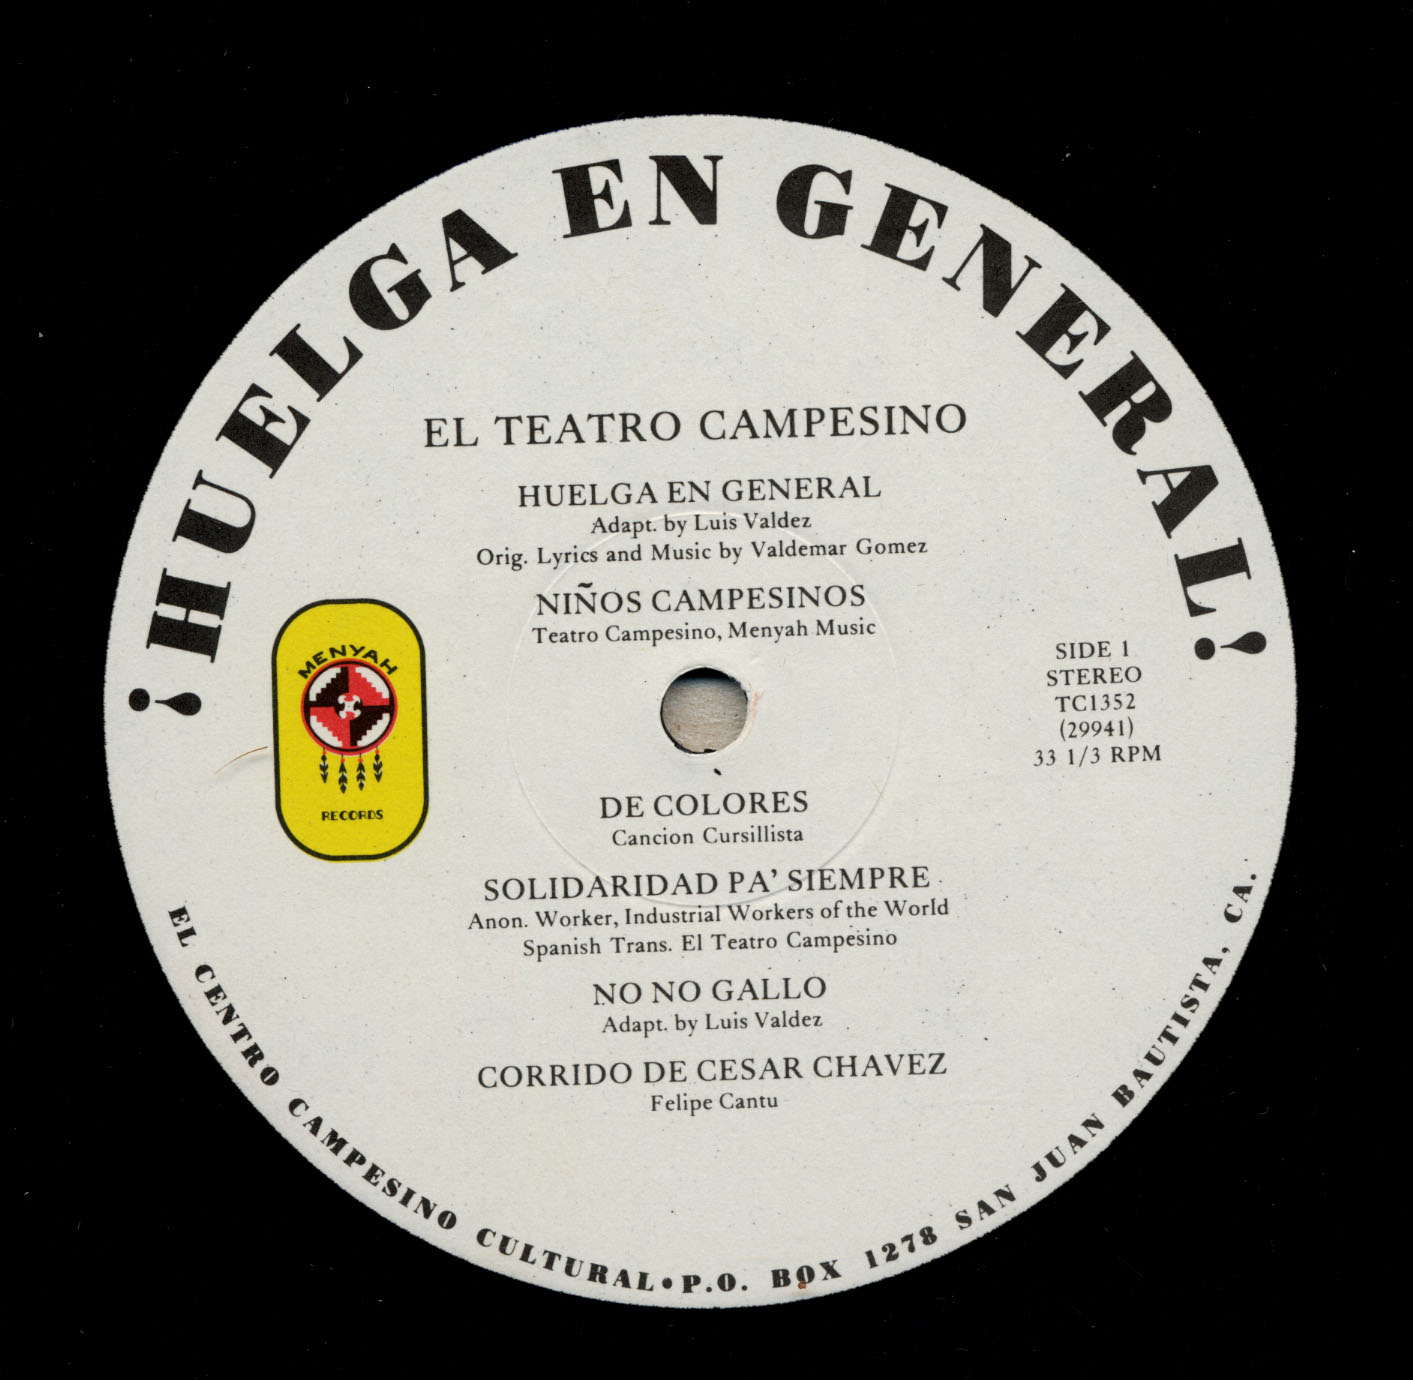 ¡HUELGA EN GENERAL!
EL TEATRO CAMPESINO
HUELGA EN GENERAL
Adapt. by Luis Valdez
Orig. Lyrics and Music by Valdemar Gomez
NIÑOS CAMPESINOS
Teatro Campesino, Menyah Music
MENYAH
RECORDS
SIDE 1
STEREO
TC1352
(29941)
33 1/3 RPM
DE COLORES
Cancion Cursillista
SOLIDARIDAD PA' SIEMPRE
Anon. Worker, Industrial Workers of the World
Spanish Trans. El Teatro Campesino
NO NO GALLO
Adapt. by Luis Valdez
CORRIDO DE CESAR CHAVEZ
Felipe Cantu
EL CENTRO CAMPESINO CULTURAL • P.O. BOX 1278 SAN JUAN BAUTISTA, CA.